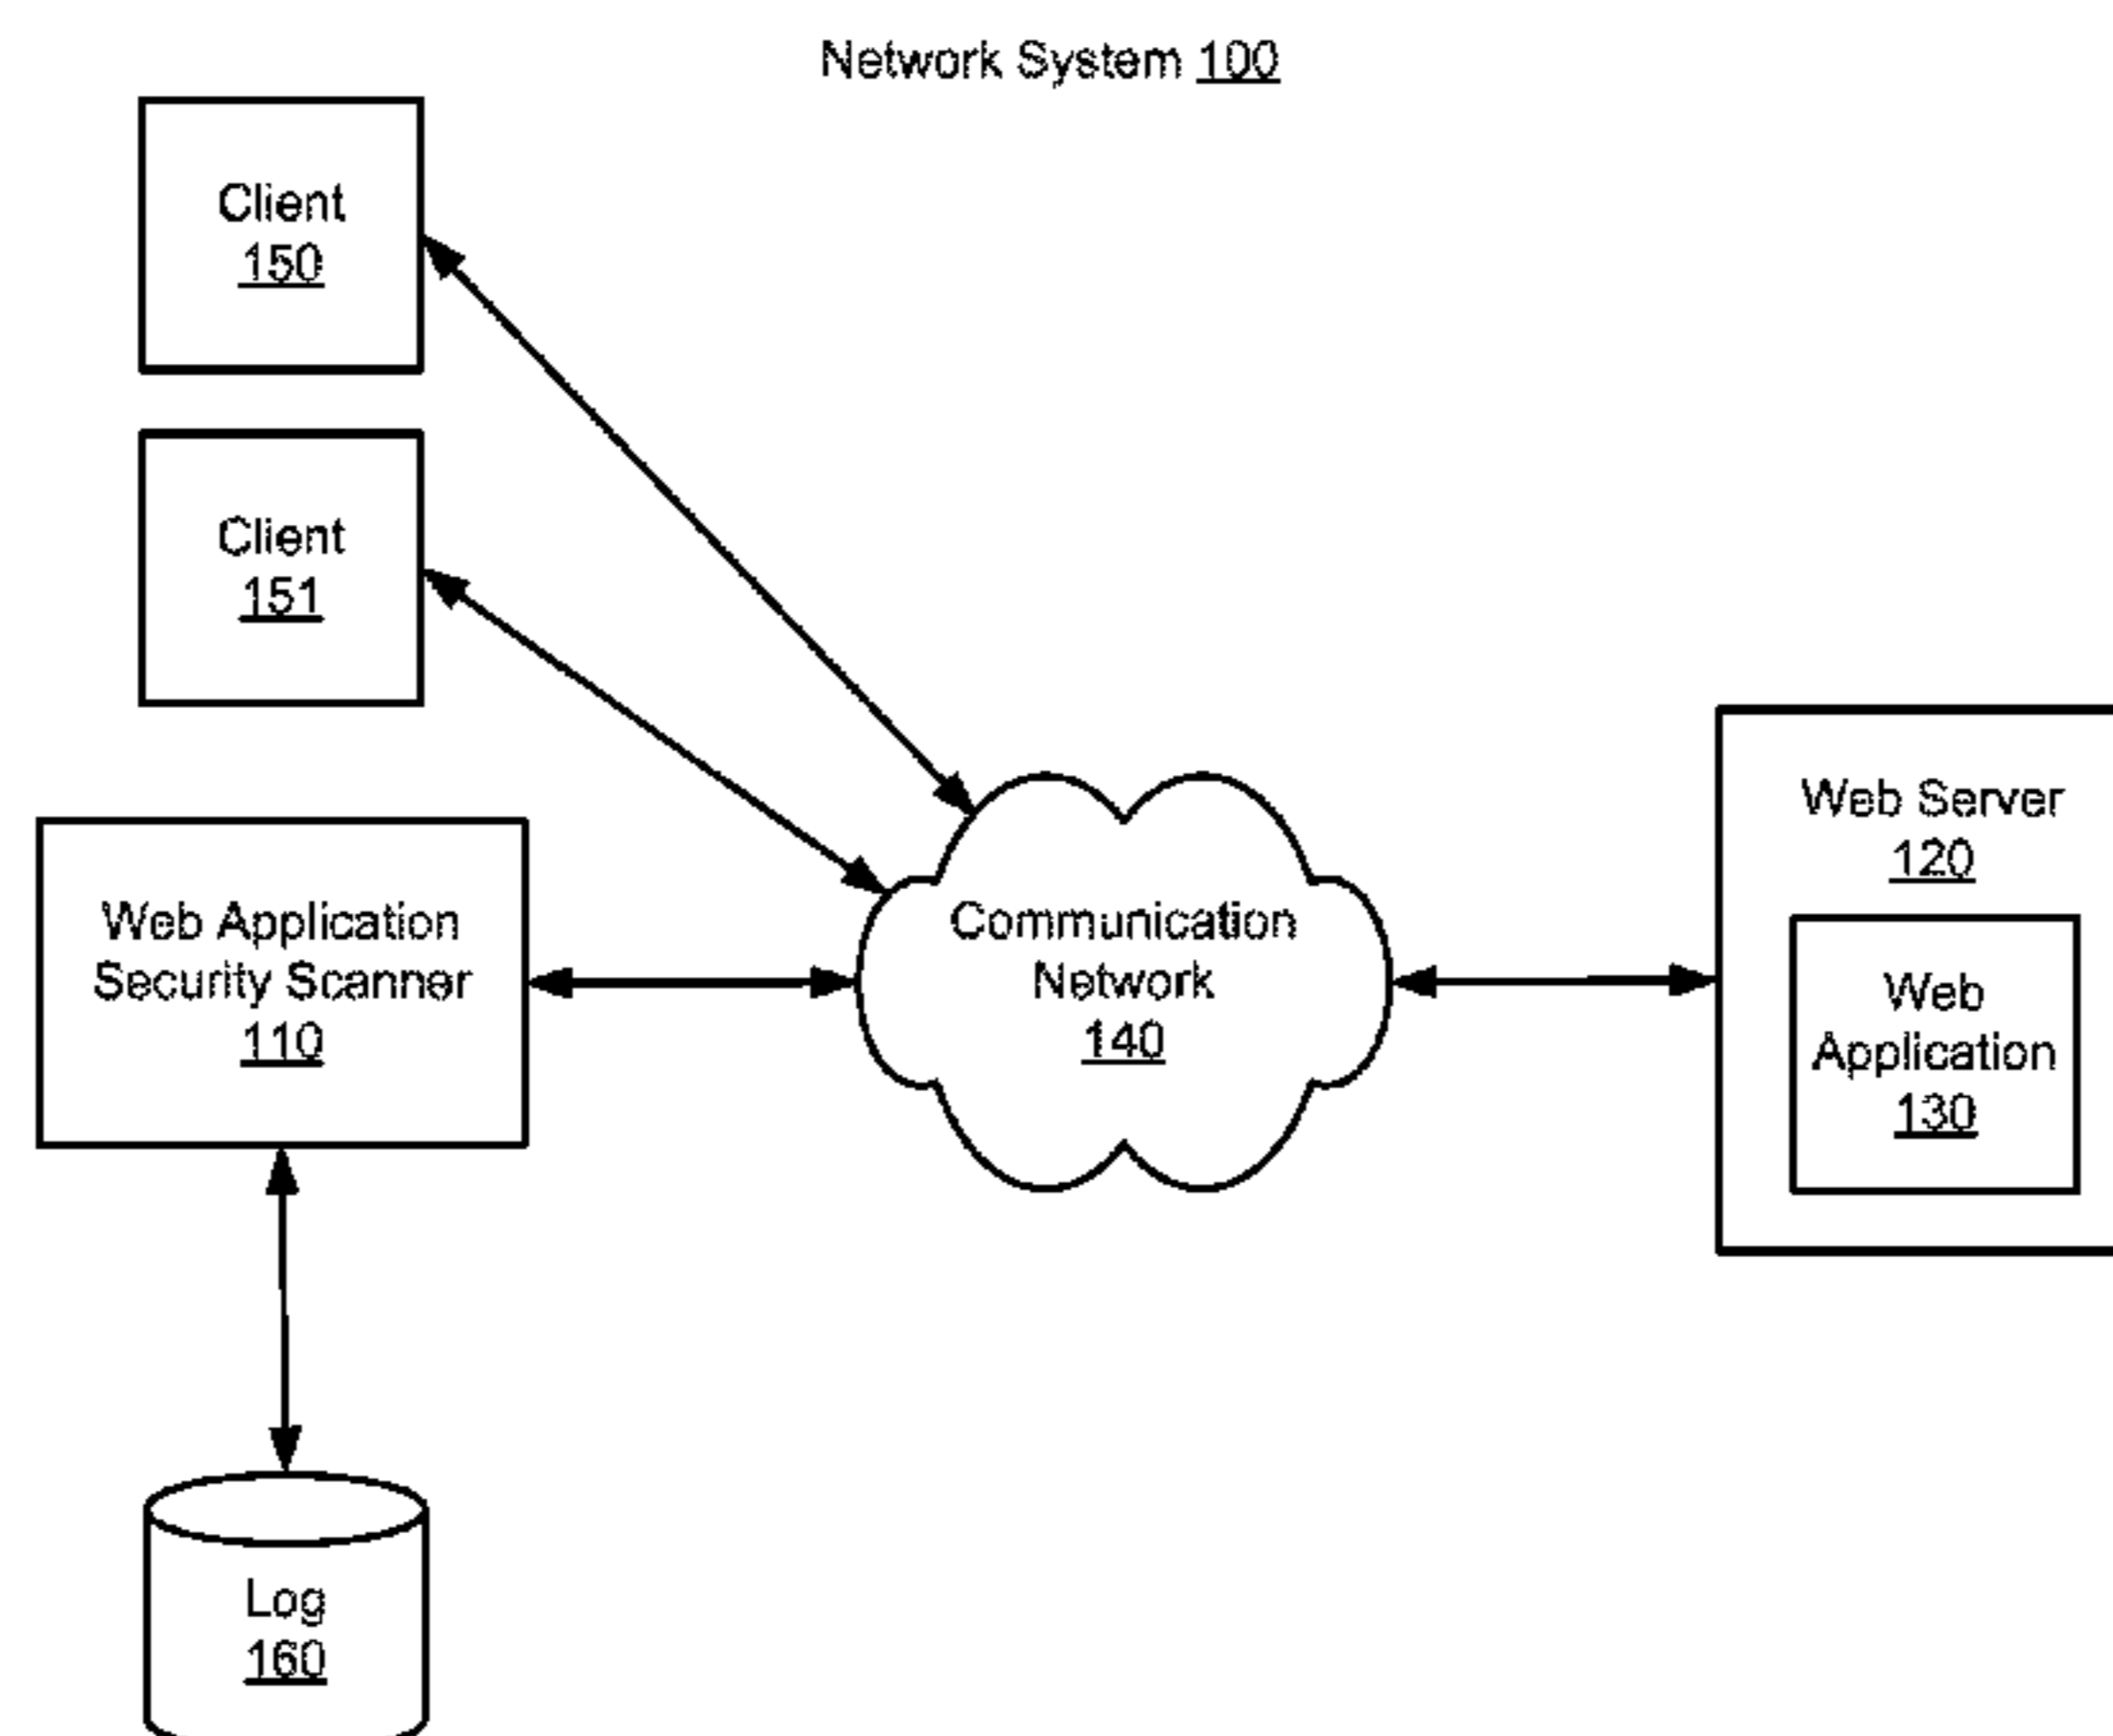 Network System 100
Client
150
Client
151
Web Application
Security Scanner
110
Communication
Network
140
Web Server
120
Web
Application
130
Log
160